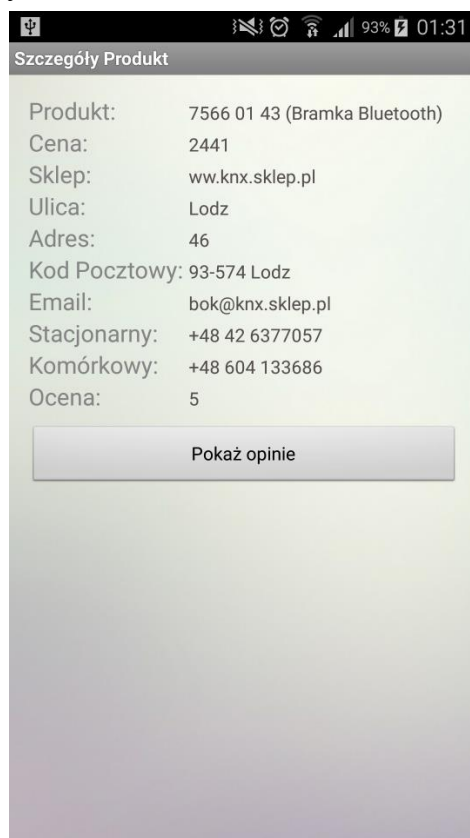 93% 01:31
Szczegóły Produkt
Produkt: 7566 01 43 (Bramka Bluetooth)
Cena: 2441
Sklep: ww.knx.sklep.pl
Ulica: Lodz
Adres: 46
Kod Pocztowy: 93-574 Lodz
Email: bok@knx.sklep.pl
Stacjonarny: +48 42 6377057
Komórkowy: +48 604 133686
Ocena: 5
Pokaż opinie